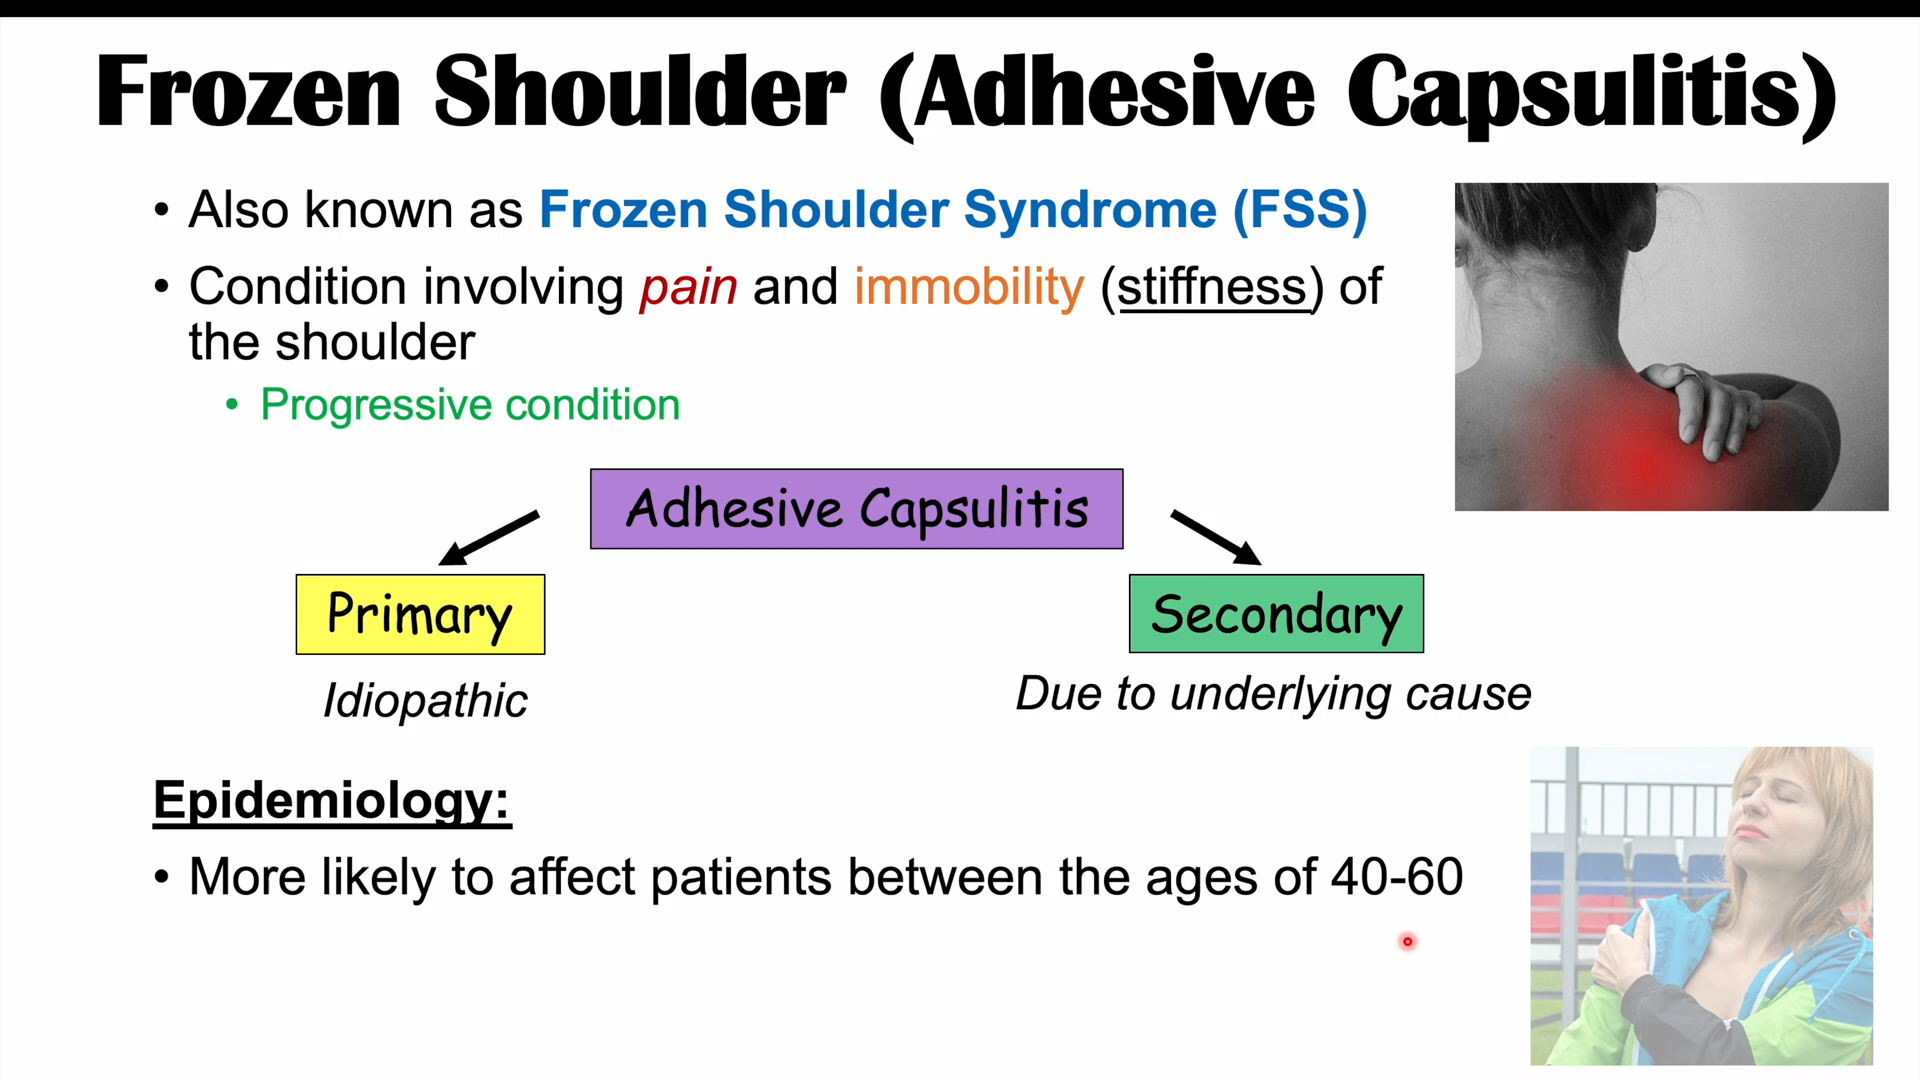 Frozen Shoulder (Adhesive Capsulitis)
• Also known as Frozen Shoulder Syndrome (FSS)
• Condition involving pain and immobility (stiffness) of
the shoulder
• Progressive condition
Adhesive Capsulitis
Primary
Secondary
Idiopathic
Due to underlying cause
Epidemiology:
• More likely to affect patients between the ages of 40-60